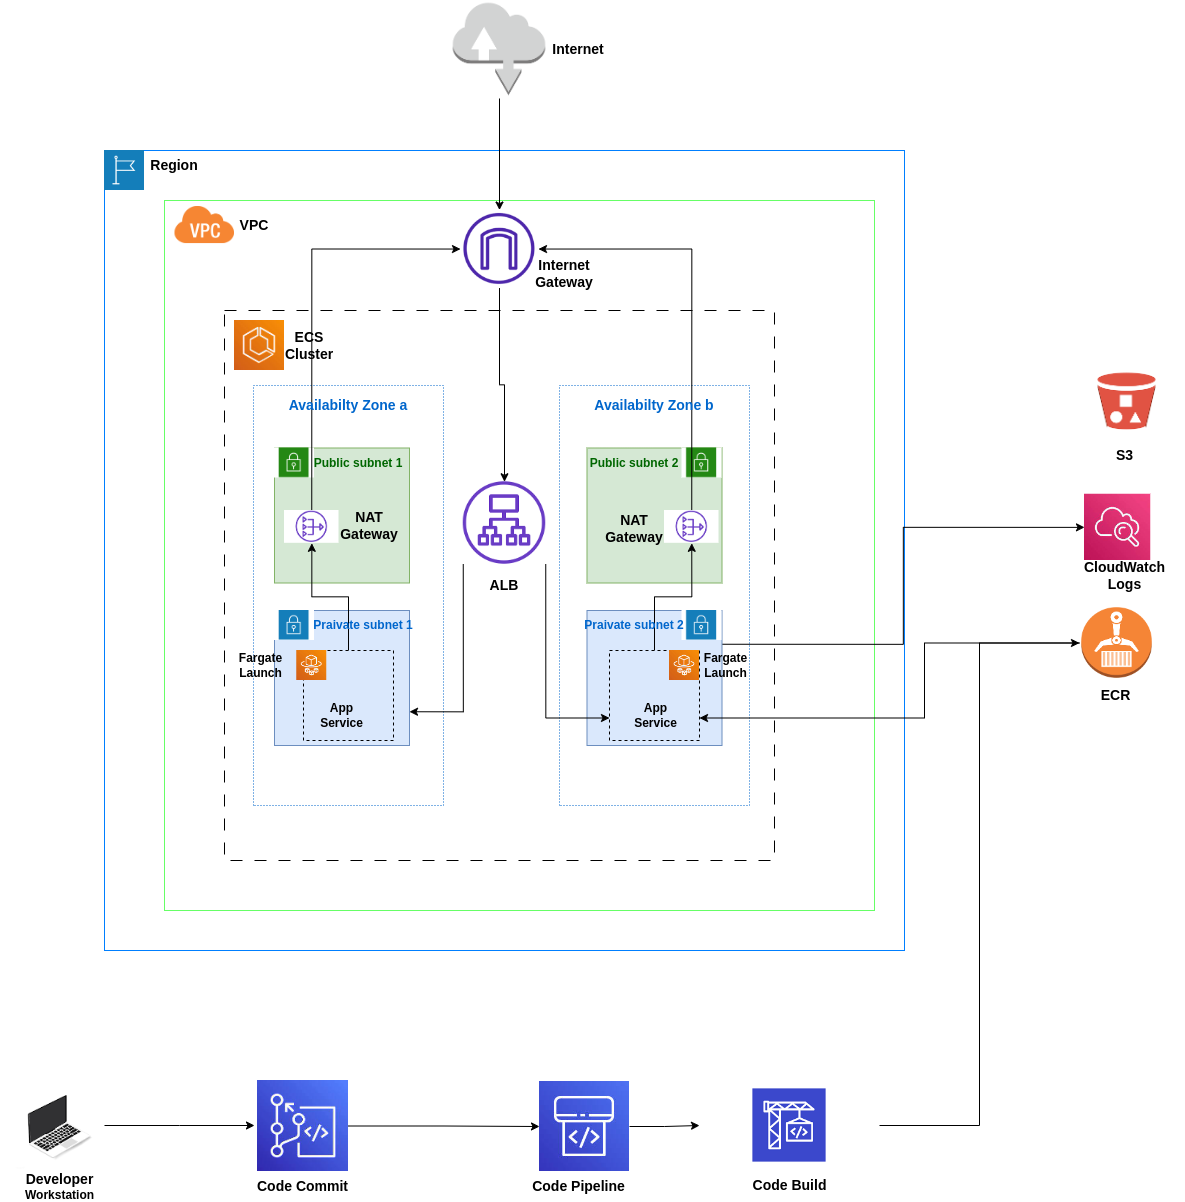 Internet
Region
VPC
VPC
Internet
Gateway
ECS
Cluster
Availabilty Zone a
Availabilty Zone b
Public subnet 1
Public subnet 2
NAT
Gateway
NAT
Gateway
ALB
Praivate subnet 1
Praivate subnet 2
Fargate
Launch
Fargate
Launch
App
Service
App
Service
S3
CloudWatch
Logs
ECR
Developer
Workstation
Code Commit
Code Pipeline
Code Build